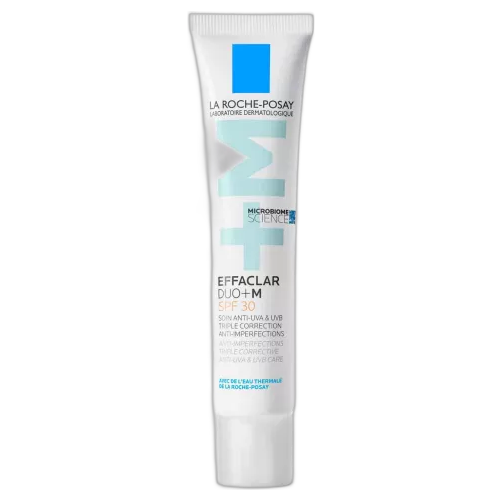 LA ROCHE-POSAY
LABORATOIRE DERMATOLOGIQUE
+M
MICROBIOME
SCIENCE
EFFACLAR
DUO+M
SPF 30
SOIN ANTI-UVA & UVB
TRIPLE CORRECTION
ANTI-IMPERFECTIONS
ANTI-IMPERFECTIONS
TRIPLE CORRECTIVE
ANTI-UVA & UVB CARE
AVEC DE L'EAU THERMALE
DE LA ROCHE-POSAY